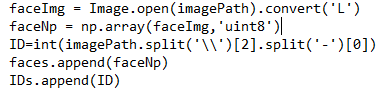 faceImg = Image.open(imagePath).convert('L')
faceNp = np.array(faceImg,'uint8')
ID=int(imagePath.split('\\')[2].split('-')[0])
faces.append(faceNp)
IDs.append(ID)